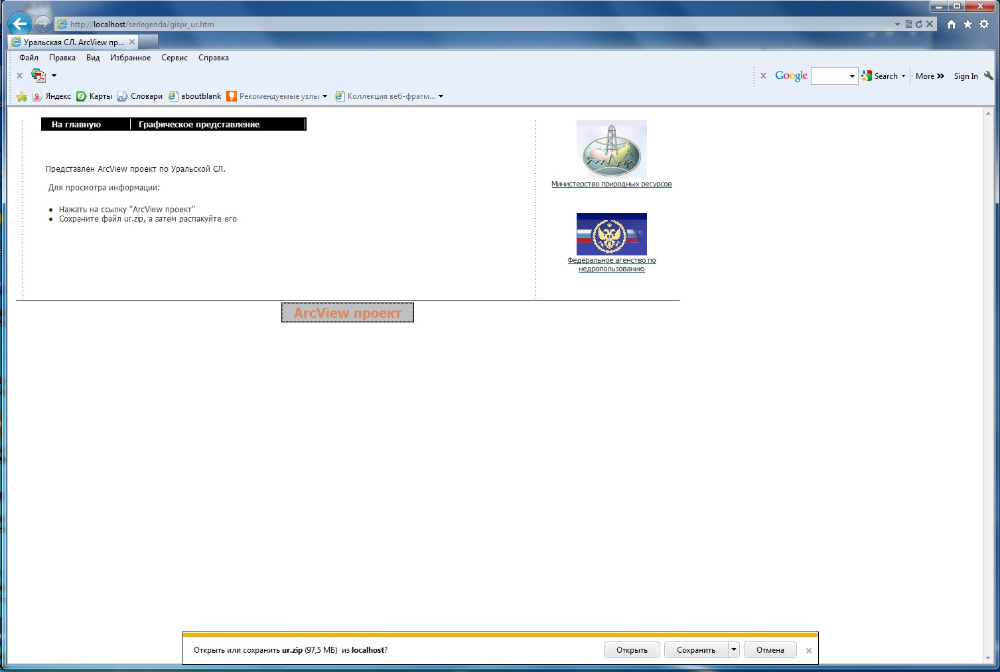 http://localhost/serlegenda/gispr_ur.htm
Уральская СЛ. ArcView пр...
Файл Правка Вид Избранное Сервис Справка
Google Search More Sign In
Яндекс Карты Словари aboutblank Рекомендуемые узлы Коллекция веб-фрагм...
На главную Графическое представление
Представлен ArcView проект по Уральской СЛ.
Для просмотра информации:
Нажать на ссылку "ArcView проект"
Сохраните файл ur.zip, а затем распакуйте его
Министерство природных ресурсов
Федеральное агенство по
недропользованию
ArcView проект
Открыть или сохранить ur.zip (97,5 МБ) из localhost? Открыть Сохранить Отмена